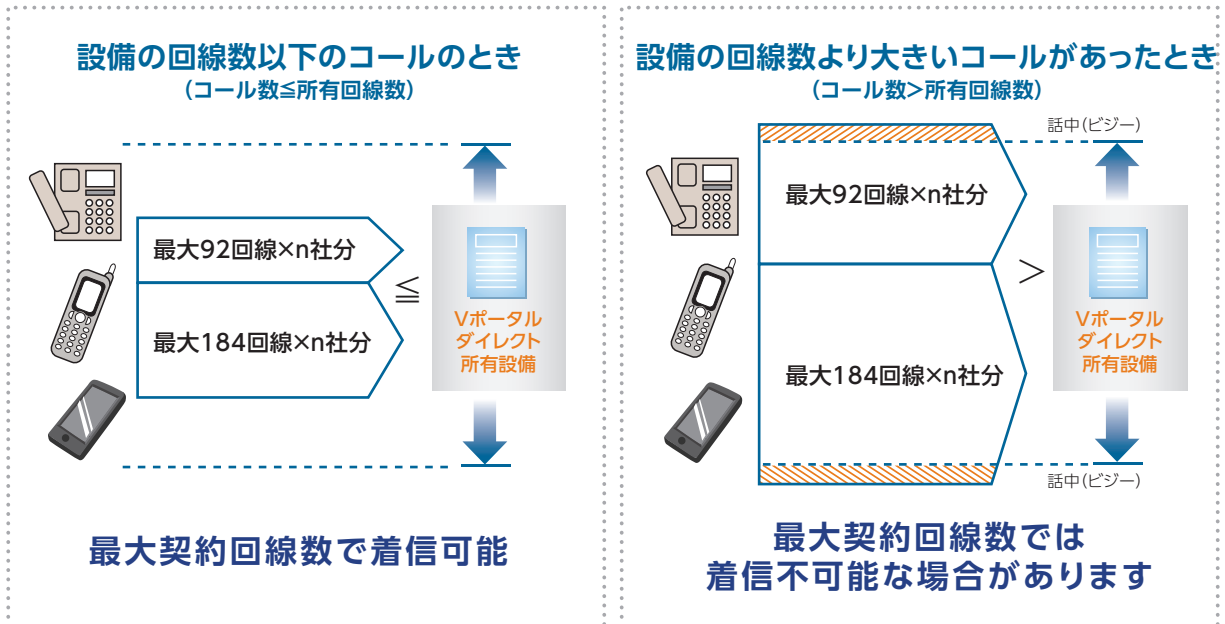 設備の回線数以下のコールのとき
(コール数≦所有回線数)
最大92回線×n社分
最大184回線×n社分
≦
Vポータル
ダイレクト
所有設備
最大契約回線数で着信可能
設備の回線数より大きいコールがあったとき
(コール数>所有回線数)
話中(ビジー)
最大92回線×n社分
最大184回線×n社分
>
Vポータル
ダイレクト
所有設備
話中(ビジー)
最大契約回線数では
着信不可能な場合があります